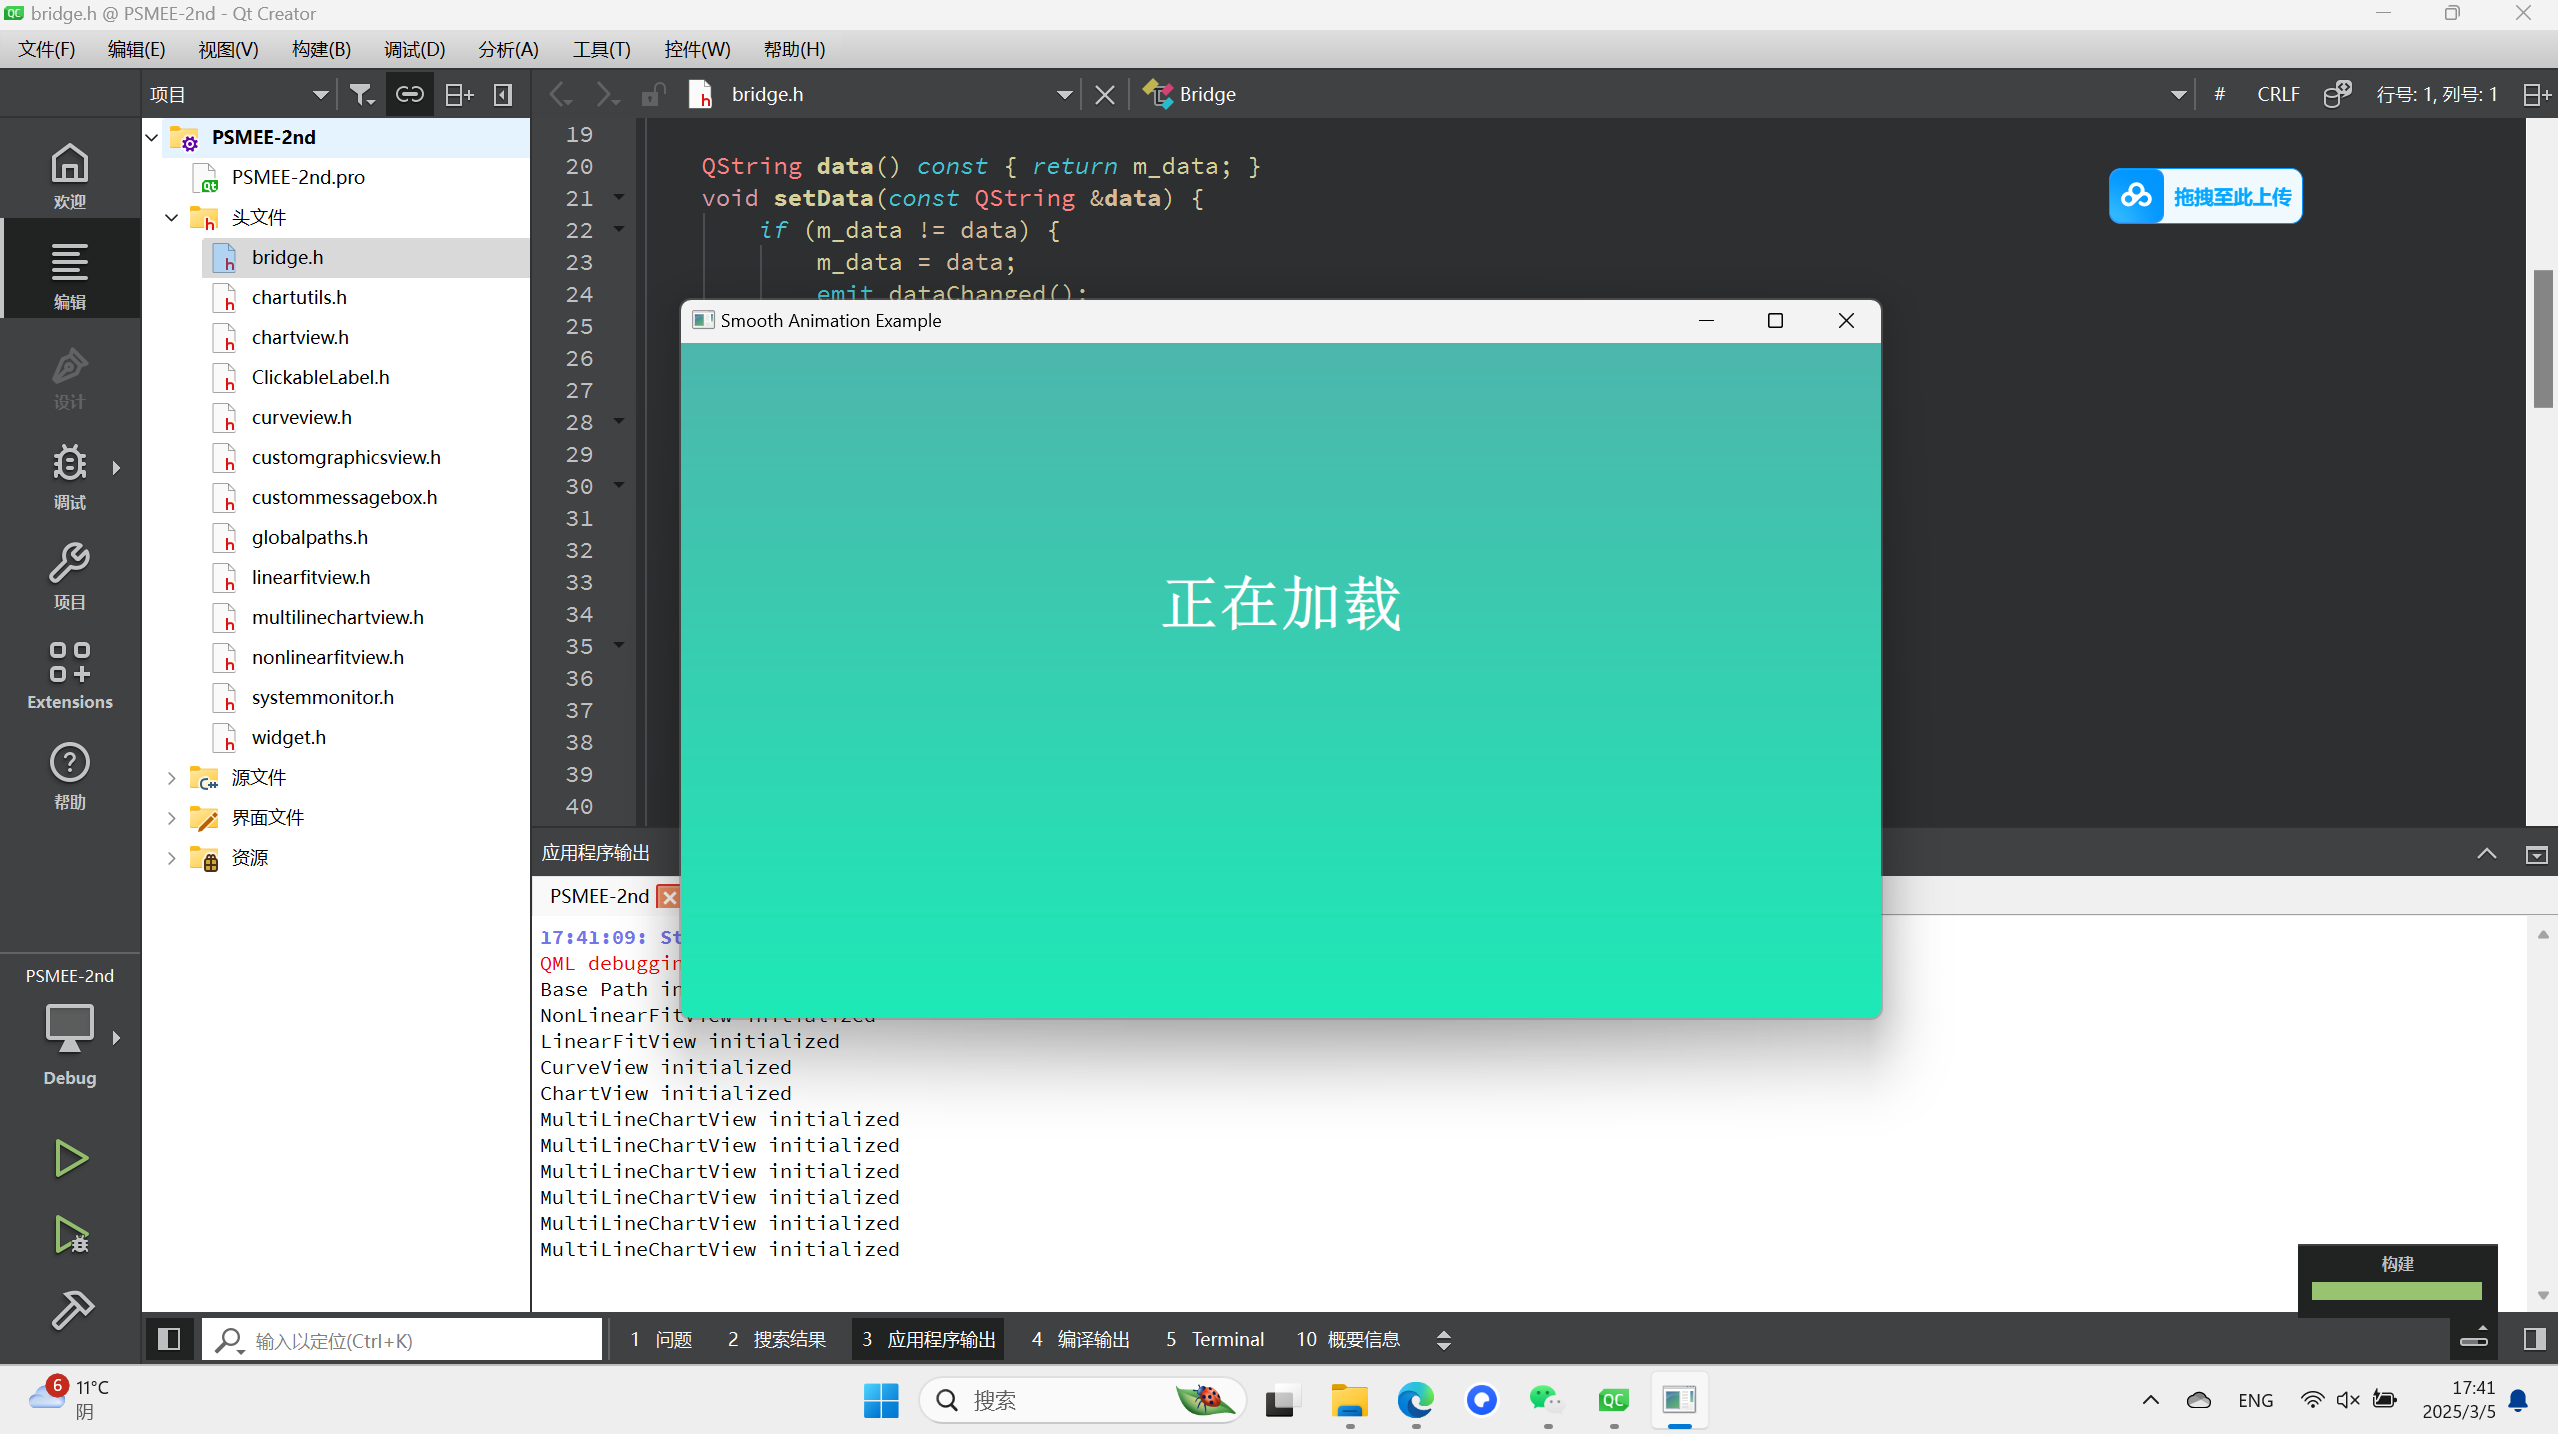 bridge.h @ PSMEE-2nd - Qt Creator
文件(F) 编辑(E) 视图(V) 构建(B) 调试(D) 分析(A) 工具(T) 控件(W) 帮助(H)
项目
bridge.h
Bridge
#
CRLF
行号: 1, 列号: 1
欢迎
编辑
设计
调试
项目
Extensions
帮助
PSMEE-2nd
Debug
PSMEE-2nd
PSMEE-2nd.pro
头文件
bridge.h
chartutils.h
chartview.h
ClickableLabel.h
curveview.h
customgraphicsview.h
custommessagebox.h
globalpaths.h
linearfitview.h
multilinechartview.h
nonlinearfitview.h
systemmonitor.h
widget.h
源文件
界面文件
资源
19
20 QString data() const { return m_data; }
21 void setData(const QString &data) {
22 if (m_data != data) {
23 m_data = data;
24 emit dataChanged();
25
26
27
28
29
30
31
32
33
34
35
36
37
38
39
40
拖拽至此上传
Smooth Animation Example
正在加载
应用程序输出
PSMEE-2nd
17:41:09: St
QML debuggin
Base Path in
NonLinearFitView initialized
LinearFitView initialized
CurveView initialized
ChartView initialized
MultiLineChartView initialized
MultiLineChartView initialized
MultiLineChartView initialized
MultiLineChartView initialized
MultiLineChartView initialized
MultiLineChartView initialized
构建
输入以定位(Ctrl+K)
1 问题 2 搜索结果 3 应用程序输出 4 编译输出 5 Terminal 10 概要信息
6
11°C
阴
搜索
QC
ENG
17:41
2025/3/5